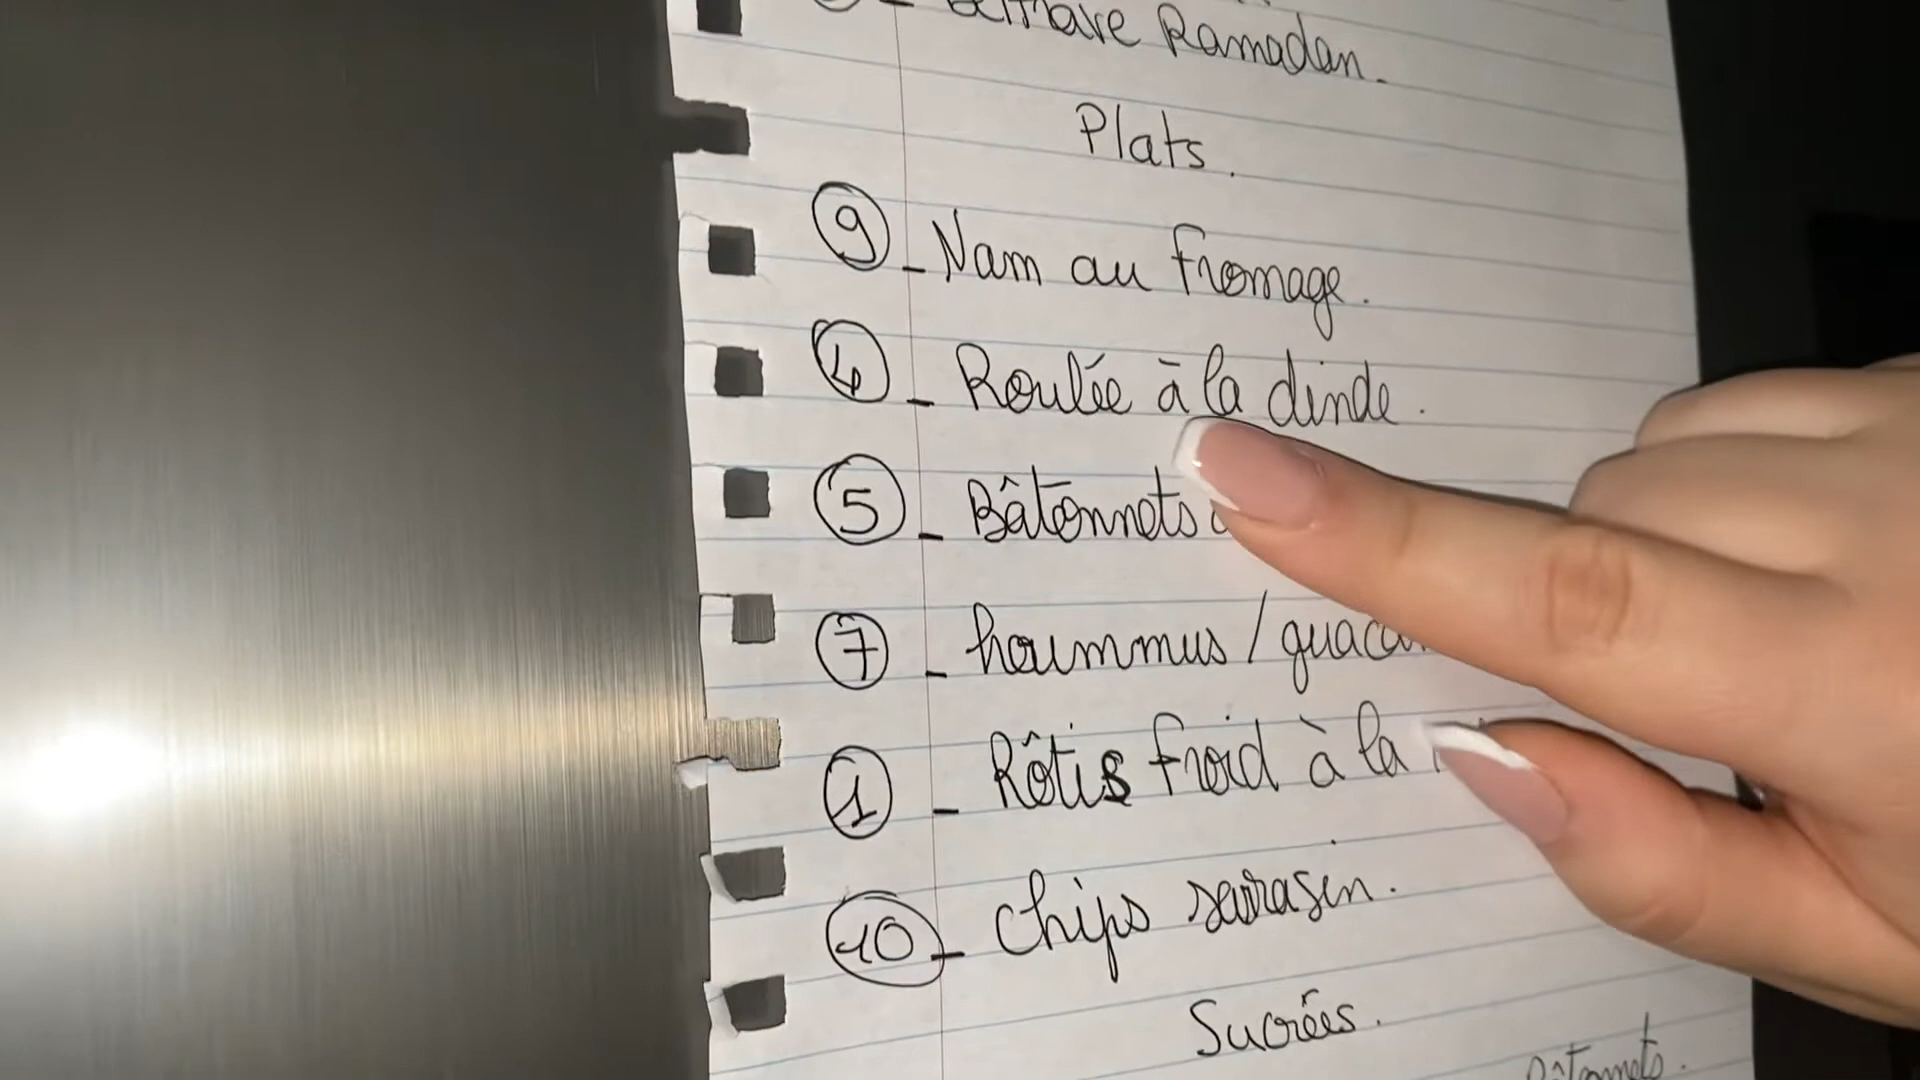 Ramadan.
Plats.
9 - Nam au fromage.
4 - Roulée à la dinde.
5 - Bâtonnets
7 - hoummus /
1 - Rôtis froid à la
10 - Chips sarrasin.
Sucrées.
Bâtonnets.